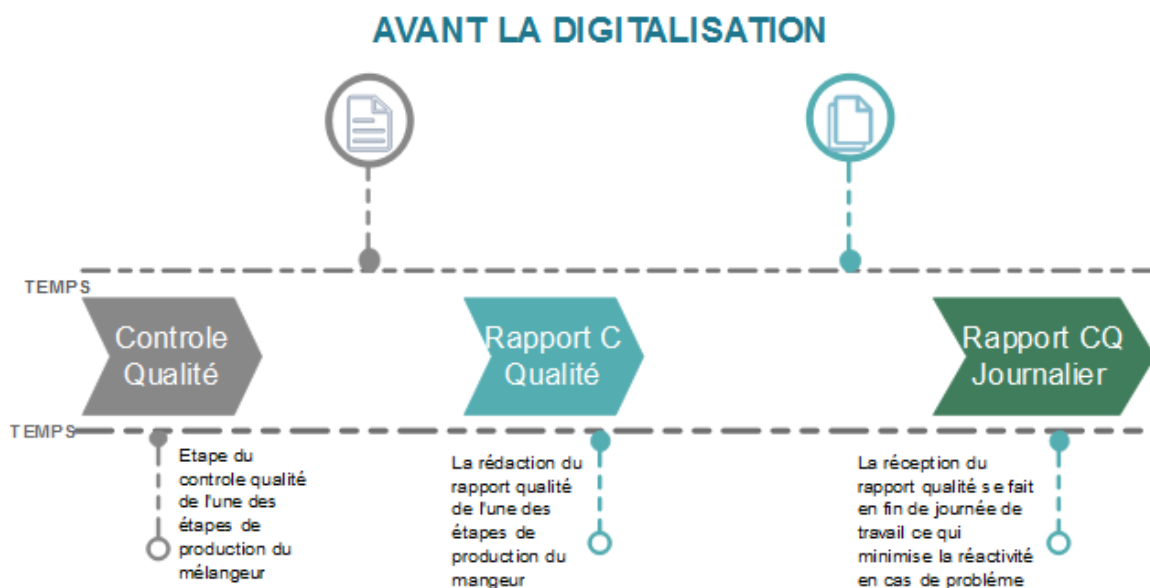 AVANT LA DIGITALISATION
TEMPS
Controle
Qualité
Rapport C
Qualité
Rapport CQ
Journalier
TEMPS
Etape du
controle qualité
de l'une des
étapes de
production du
mélangeur
La rédaction du
rapport qualité
de l'une des
étapes de
production du
mangeur
La réception du
rapport qualité se fait
en fin de journée de
travail ce qui
minimise la réactivité
en cas de probléme